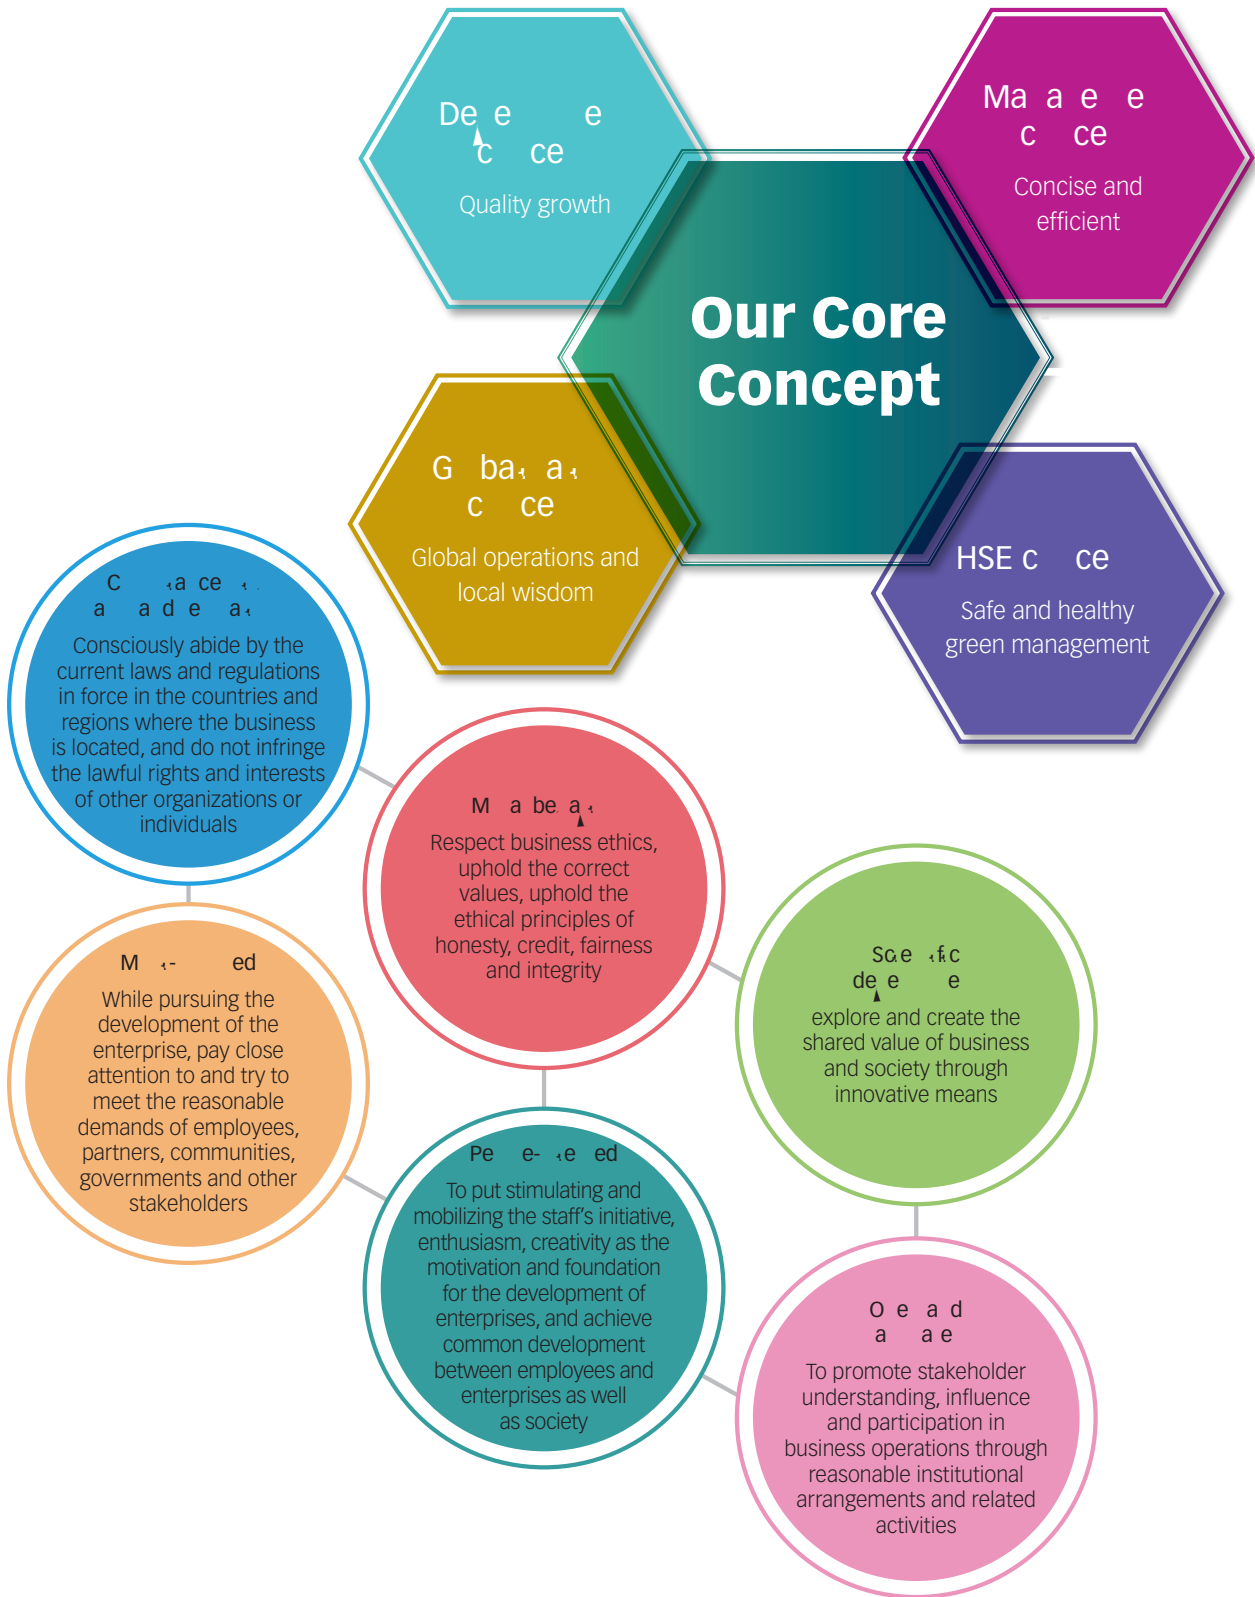 Quality growth
Concise and
efficient
Our Core
Concept
Global operations and
local wisdom
HSE
Safe and healthy
green management
Consciously abide by the
current laws and regulations
in force in the countries and
regions where the business
is located, and do not infringe
the lawful rights and interests
of other organizations or
individuals
Respect business ethics,
uphold the correct
values, uphold the
ethical principles of
honesty, credit, fairness
and integrity
explore and create the
shared value of business
and society through
innovative means
While pursuing the
development of the
enterprise, pay close
attention to and try to
meet the reasonable
demands of employees,
partners, communities,
governments and other
stakeholders
To put stimulating and
mobilizing the staff's initiative,
enthusiasm, creativity as the
motivation and foundation
for the development of
enterprises, and achieve
common development
between employees and
enterprises as well
as society
To promote stakeholder
understanding, influence
and participation in
business operations through
reasonable institutional
arrangements and related
activities